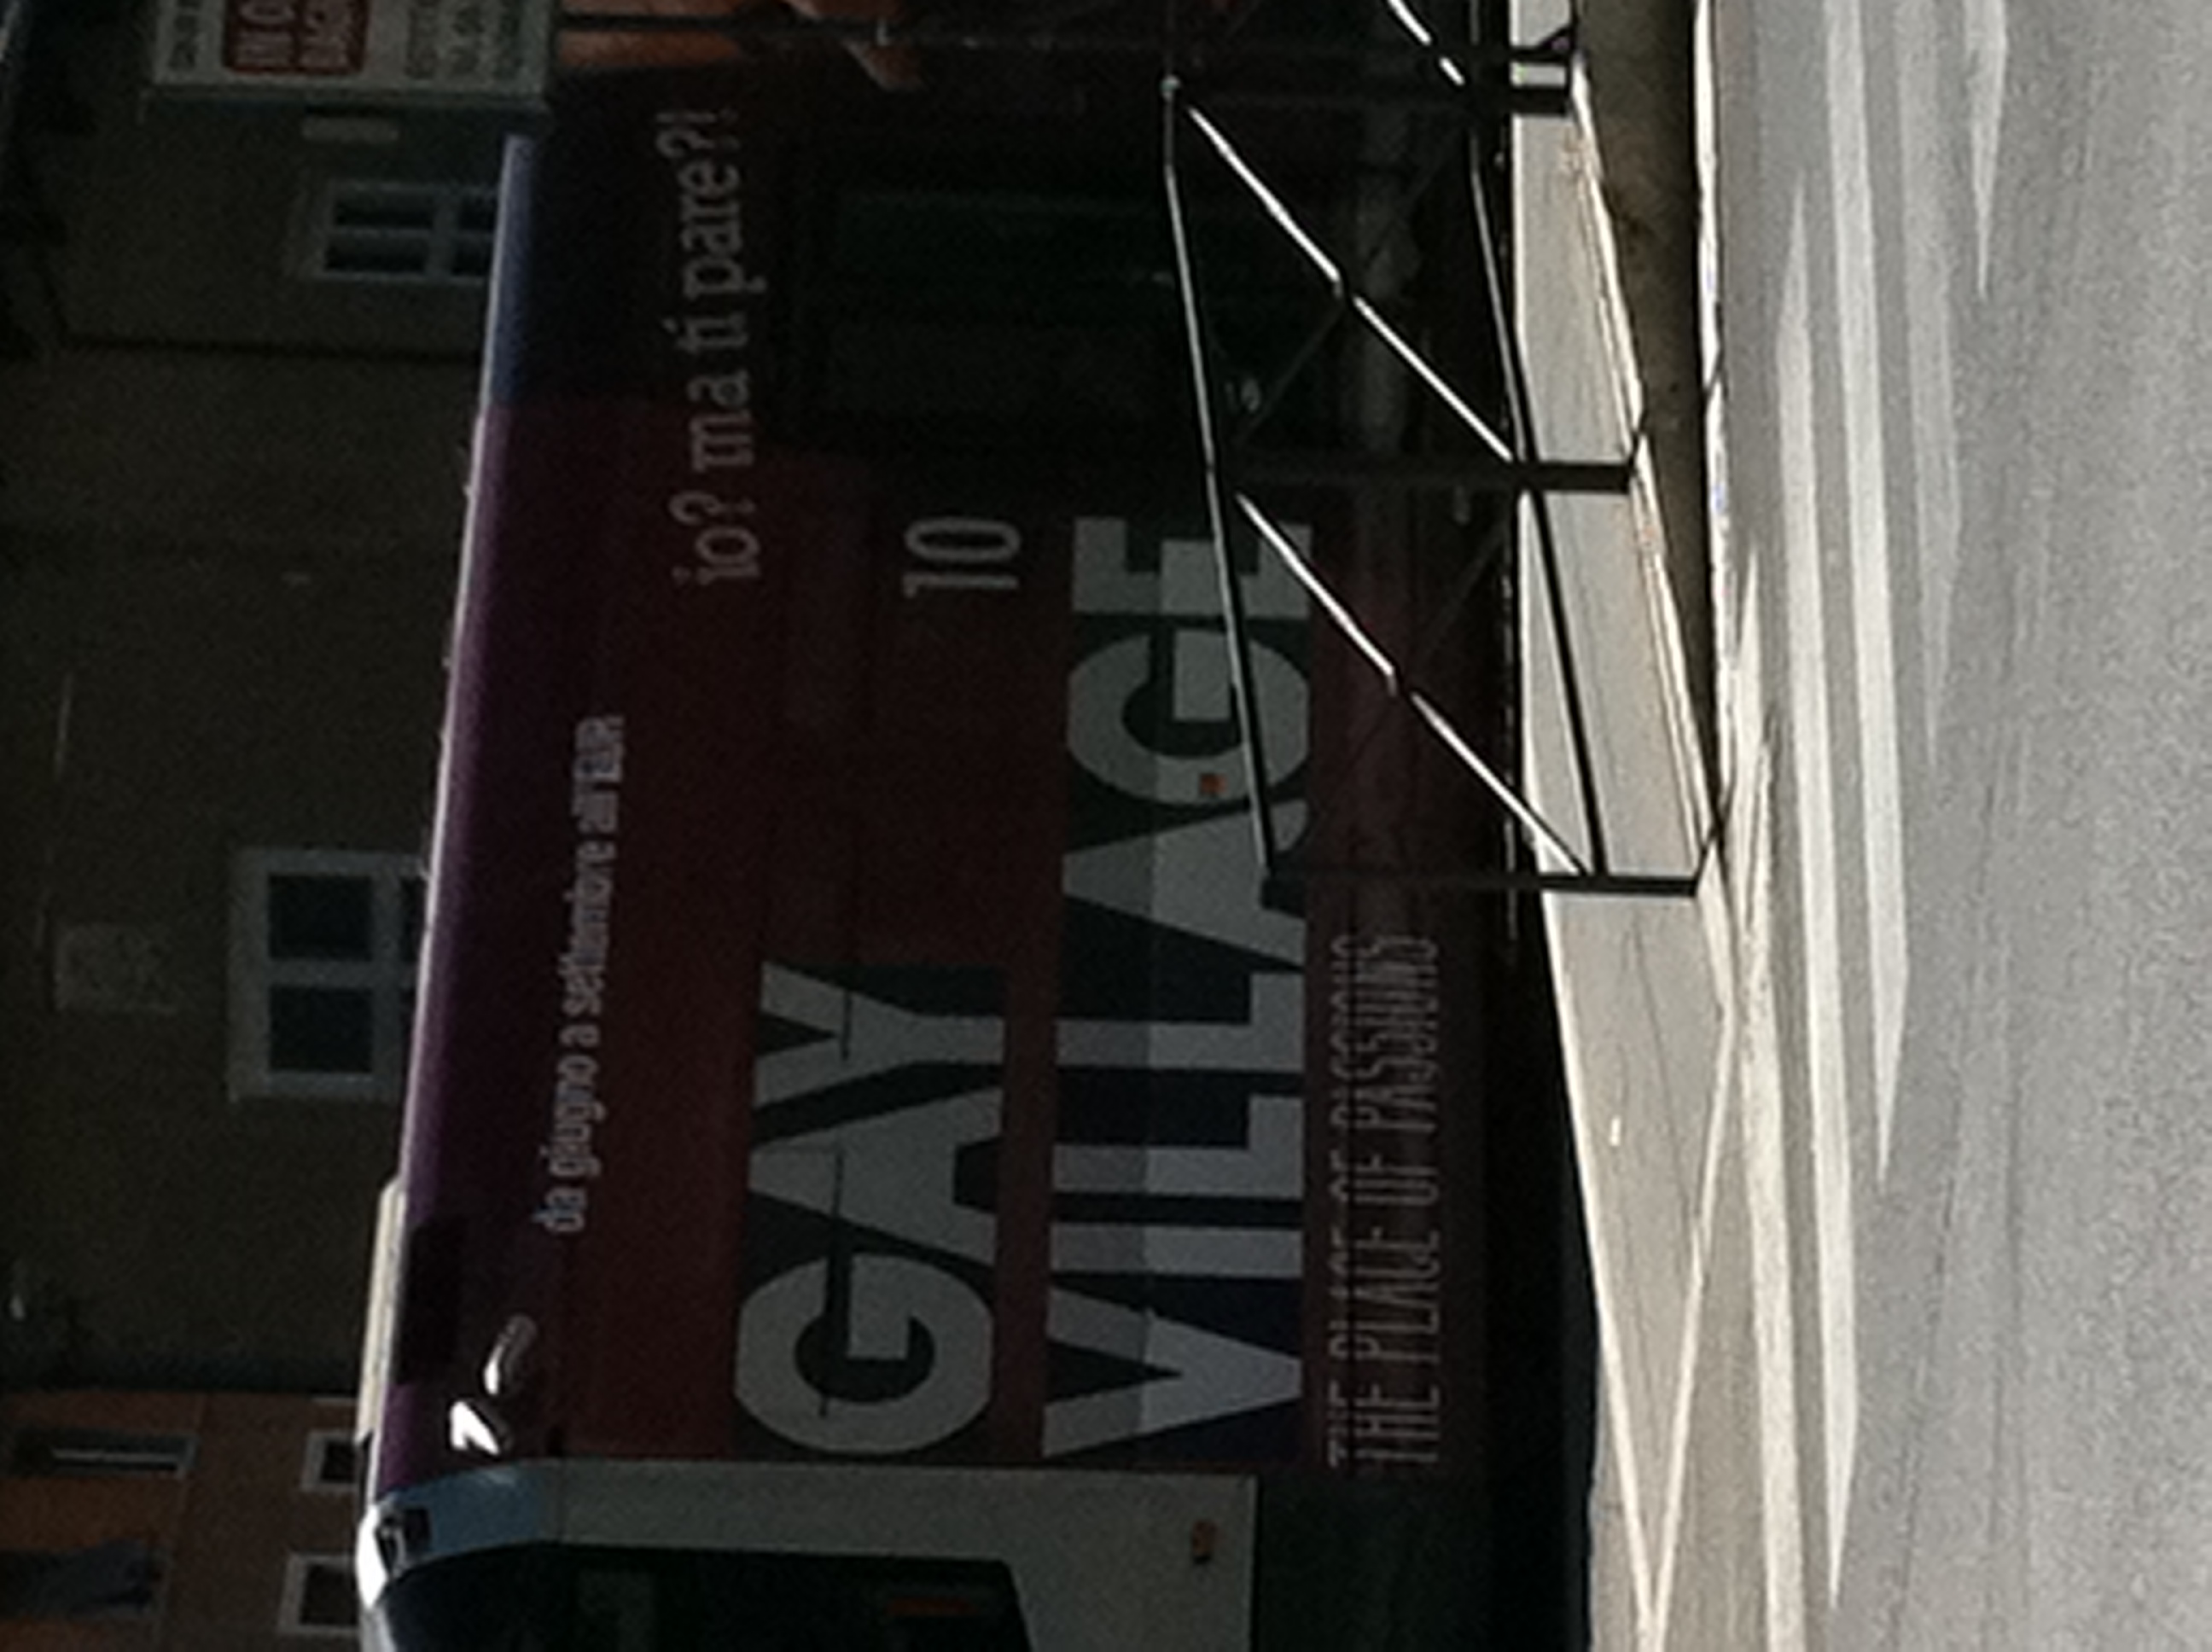 da giugno a settembre all'EUR
io? ma ti pare?!
GAY 10
VILLAGE
THE PLACE OF PASSIONS